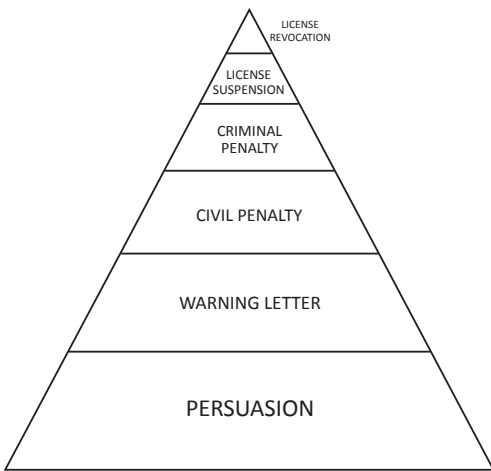 LICENSE
REVOCATION
LICENSE
SUSPENSION
CRIMINAL
PENALTY
CIVIL PENALTY
WARNING LETTER
PERSUASION